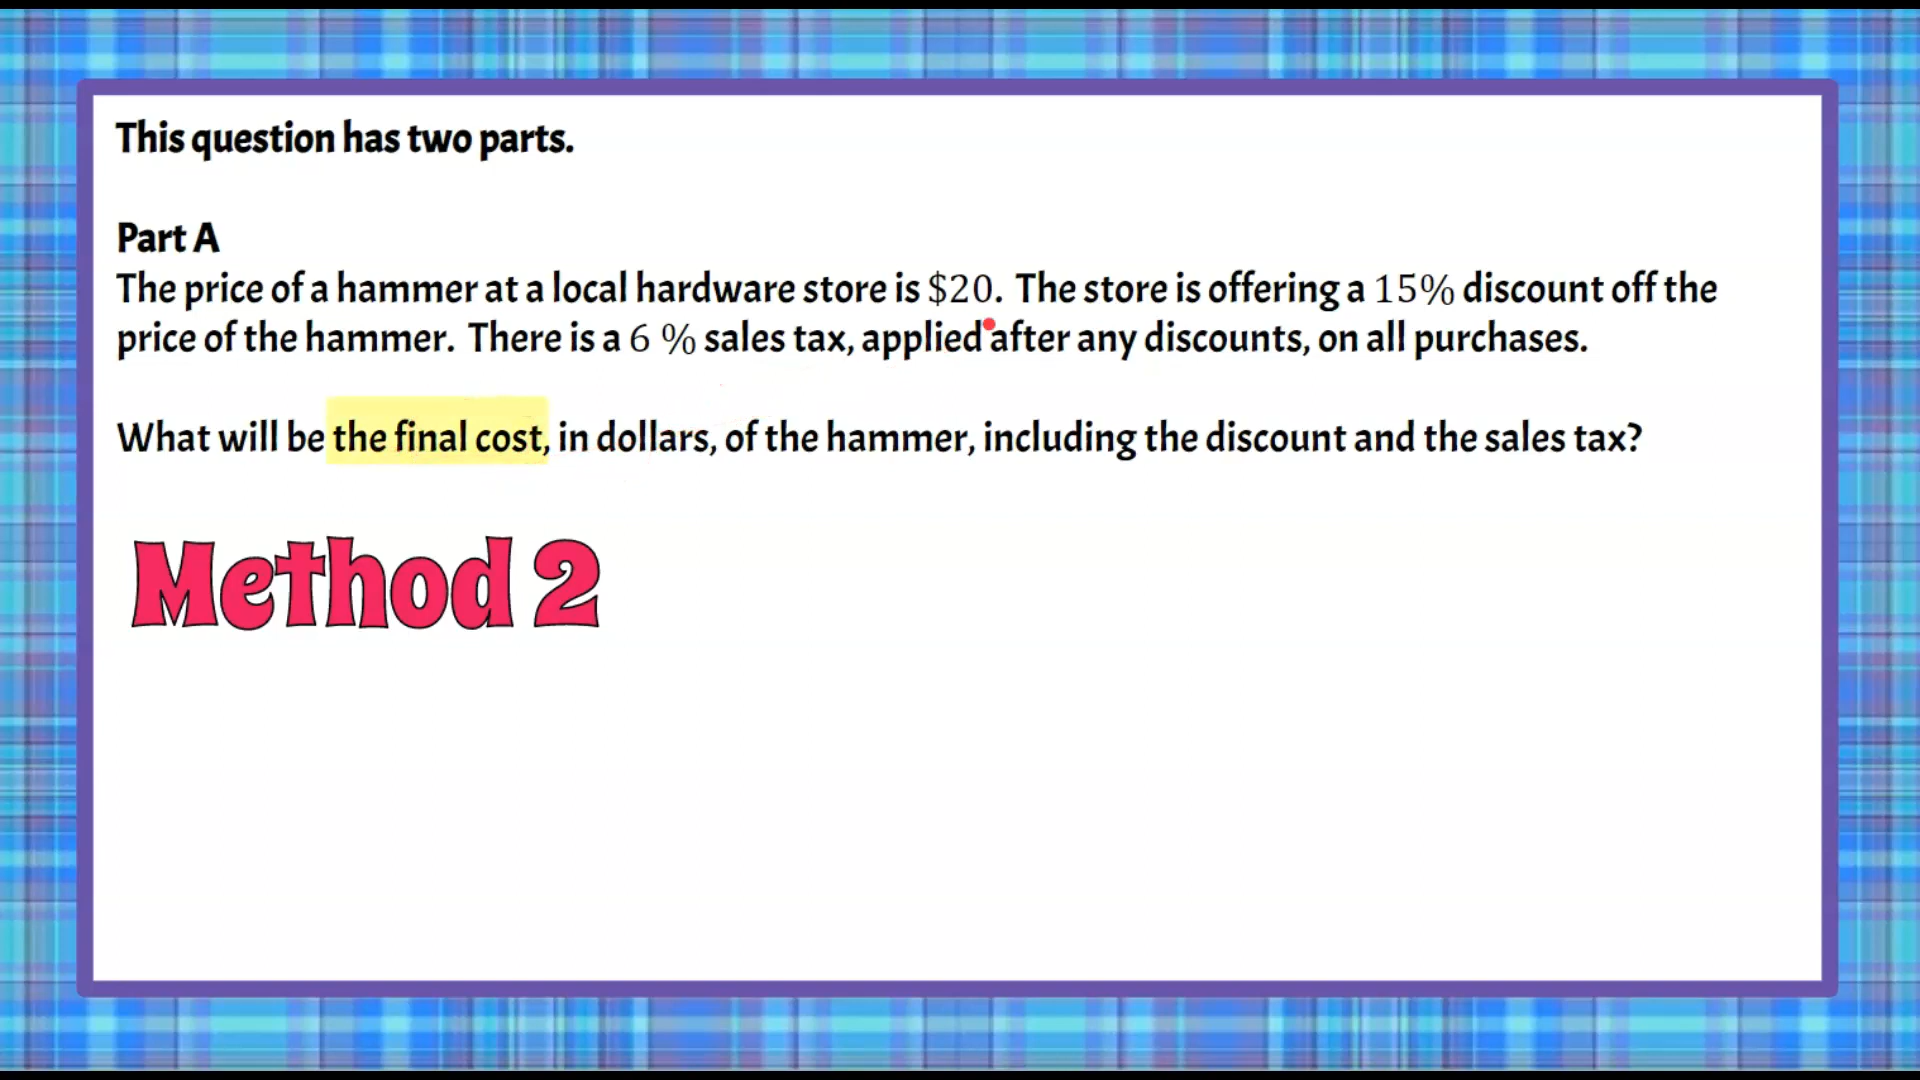 This question has two parts.
Part A
The price of a hammer at a local hardware store is $20. The store is offering a 15% discount off the
price of the hammer. There is a 6 % sales tax, applied after any discounts, on all purchases.
What will be the final cost, in dollars, of the hammer, including the discount and the sales tax?
Method 2